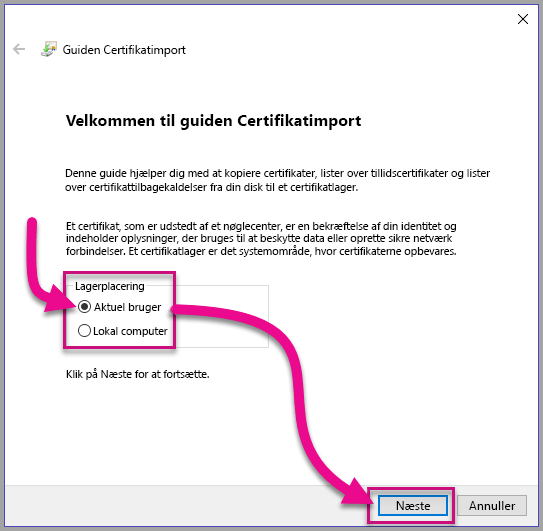 Guiden Certifikatimport
Velkommen til guiden Certifikatimport
Denne guide hjælper dig med at kopiere certifikater, lister over tillidscertifikater og lister
over certifikattilbagekaldelser fra din disk til et certifikatlager.
Et certifikat, som er udstedt af et nøglecenter, er en bekræftelse af din identitet og
indeholder oplysninger, der bruges til at beskytte data eller oprette sikre netværk
forbindelser. Et certifikatlager er det systemområde, hvor certifikaterne opbevares.
Lagerplacering
Aktuel bruger
Lokal computer
Klik på Næste for at fortsætte.
Næste
Annuller